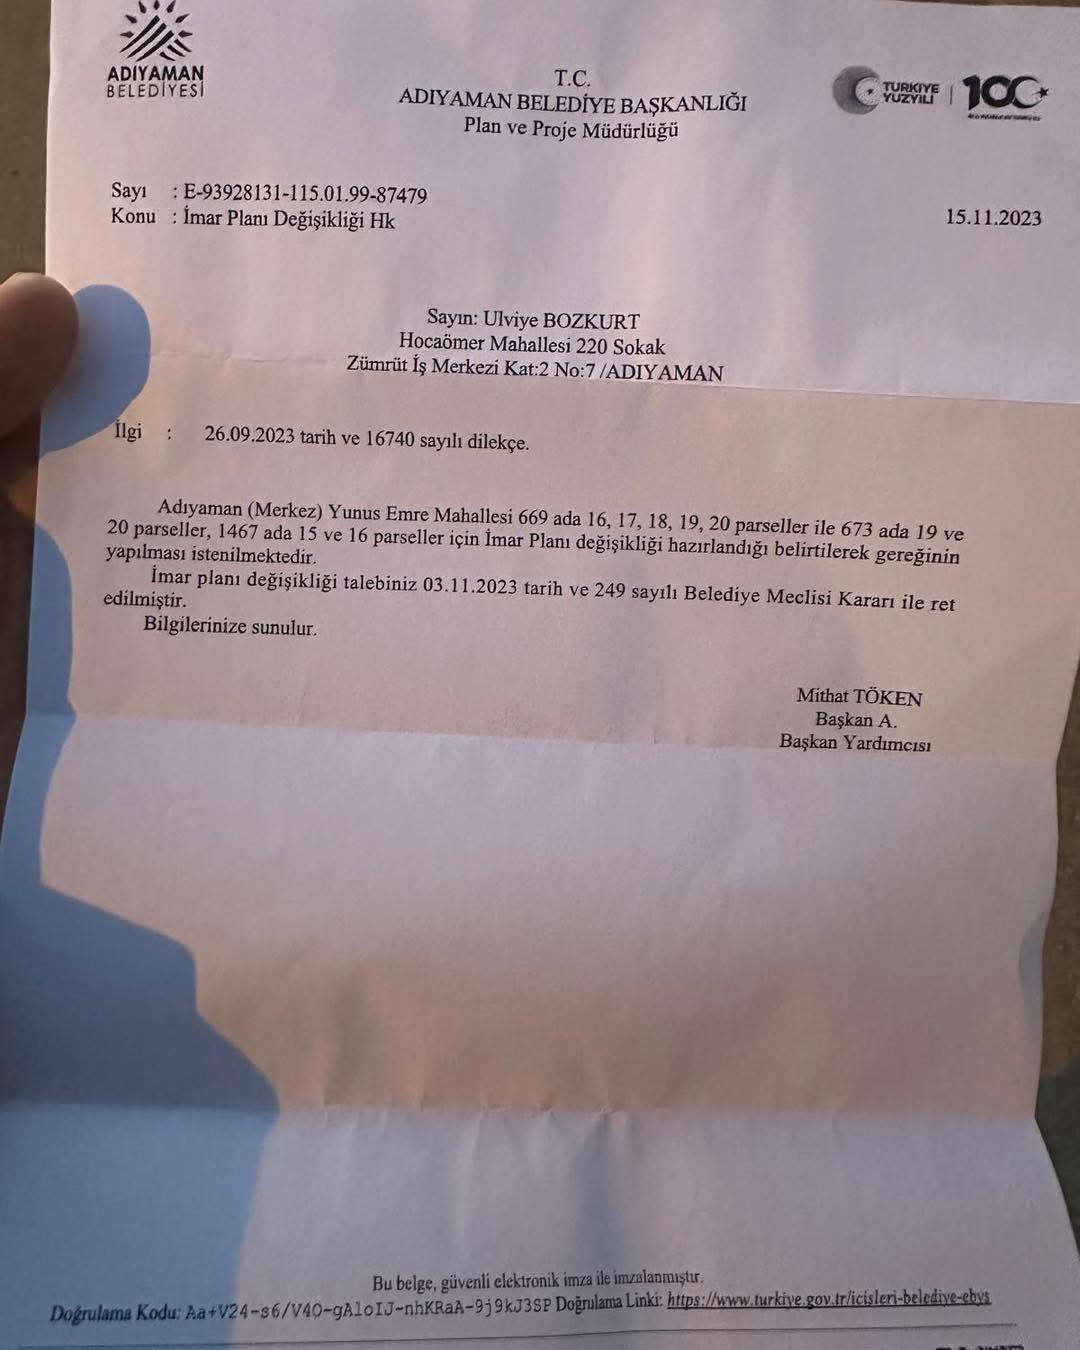 ADIYAMAN
BELEDİYESİ
T.C.
ADIYAMAN BELEDİYE BAŞKANLIĞI
Plan ve Proje Müdürlüğü
TÜRKİYE
YÜZYILI
100
Sayı : E-93928131-115.01.99-87479
Konu : İmar Planı Değişikliği Hk
15.11.2023
Sayın: Ulviye BOZKURT
Hocaömer Mahallesi 220 Sokak
Zümrüt İş Merkezi Kat:2 No:7 /ADIYAMAN
İlgi : 26.09.2023 tarih ve 16740 sayılı dilekçe.
Adıyaman (Merkez) Yunus Emre Mahallesi 669 ada 16, 17, 18, 19, 20 parseller ile 673 ada 19 ve
20 parseller, 1467 ada 15 ve 16 parseller için İmar Planı değişikliği hazırlandığı belirtilerek gereğinin
yapılması istenilmektedir.
İmar planı değişikliği talebiniz 03.11.2023 tarih ve 249 sayılı Belediye Meclisi Kararı ile ret
edilmiştir.
Bilgilerinize sunulur.
Mithat TÖKEN
Başkan A.
Başkan Yardımcısı
Bu belge, güvenli elektronik imza ile imzalanmıştır.
Doğrulama Kodu: Aa+V24-s6/V4O-gAloIJ-nhKRaA-9j9kJ3SP Doğrulama Linki: https://www.turkiye.gov.tr/icisleri-belediye-ebys